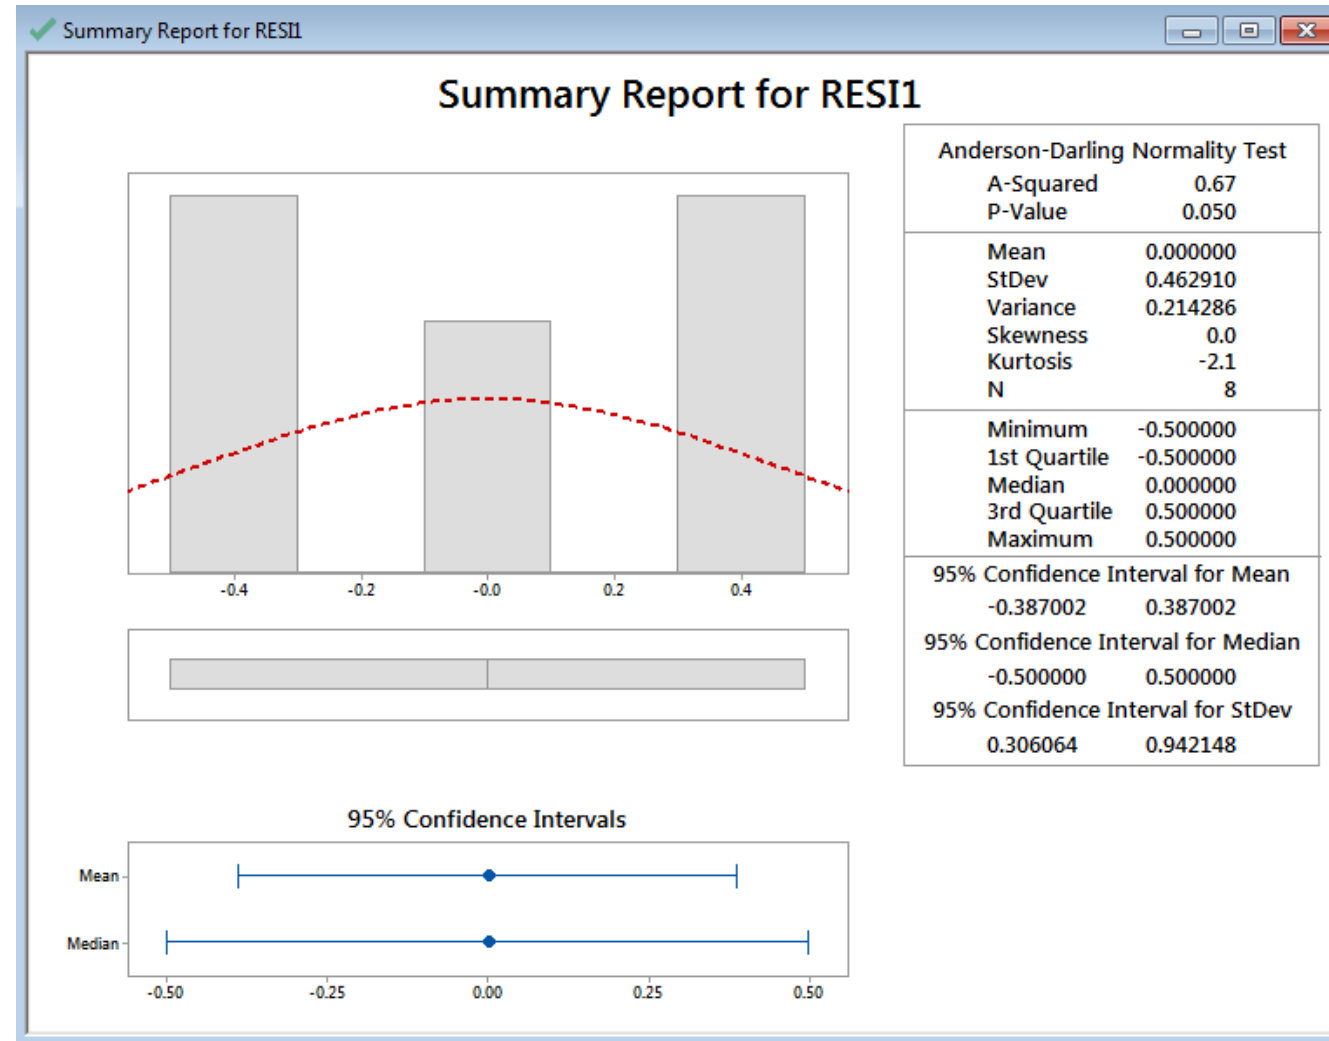 Summary Report for RESI1
Summary Report for RESI1
-0.4 -0.2 -0.0 0.2 0.4
95% Confidence Intervals
Mean
Median
-0.50 -0.25 0.00 0.25 0.50
Anderson-Darling Normality Test
A-Squared 0.67
P-Value 0.050
Mean 0.000000
StDev 0.462910
Variance 0.214286
Skewness 0.0
Kurtosis -2.1
N 8
Minimum -0.500000
1st Quartile -0.500000
Median 0.000000
3rd Quartile 0.500000
Maximum 0.500000
95% Confidence Interval for Mean
-0.387002 0.387002
95% Confidence Interval for Median
-0.500000 0.500000
95% Confidence Interval for StDev
0.306064 0.942148